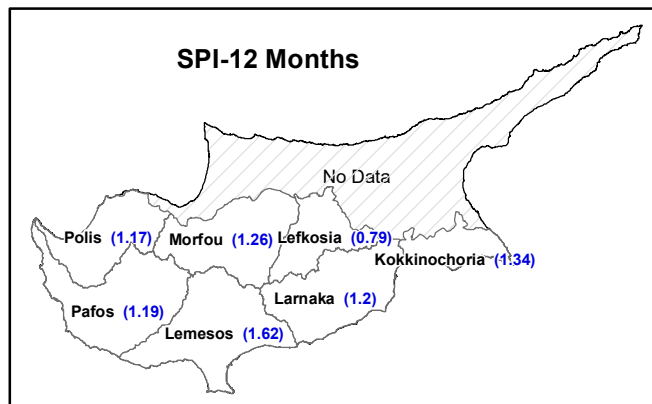 SPI-12 Months
No Data
Polis (1.17)
Morfou (1.26)
Lefkosia (0.79)
Kokkinochoria (1.34)
Pafos (1.19)
Larnaka (1.2)
Lemesos (1.62)